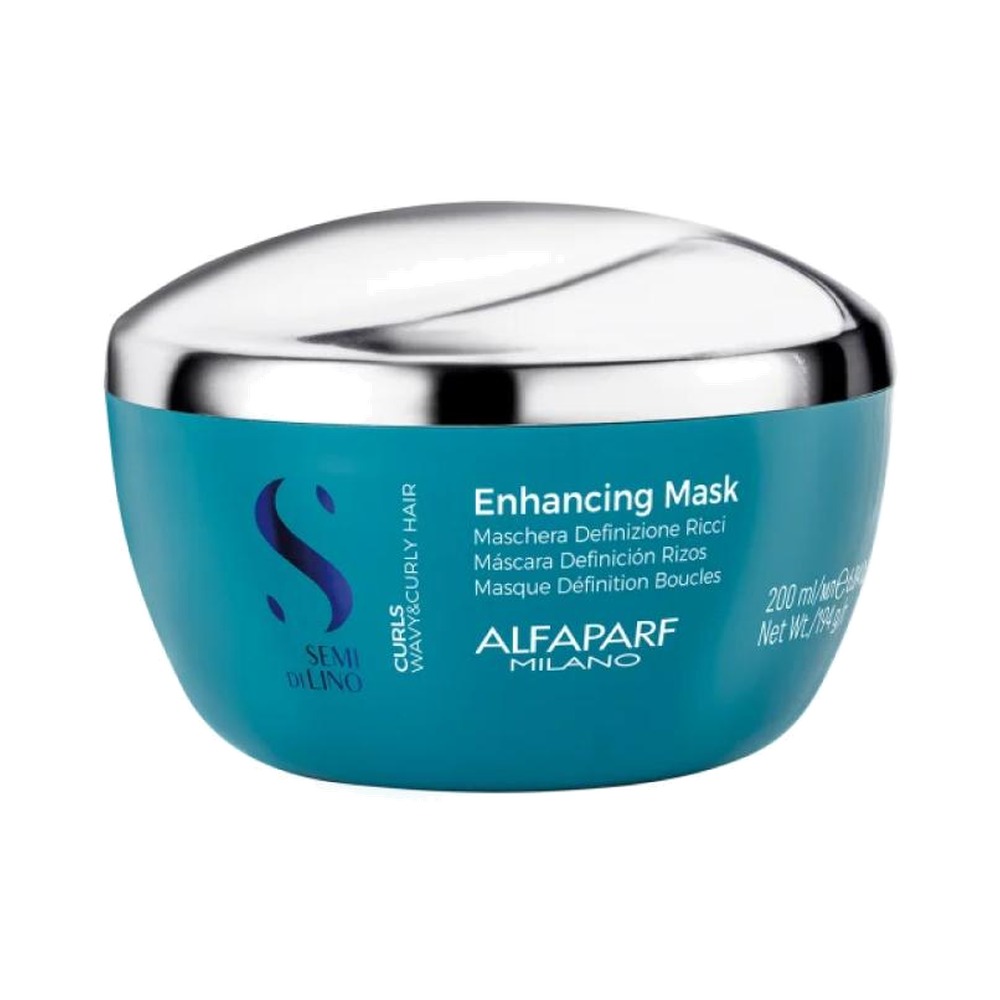 SEMI
DI LINO
CURLS
WAVY&CURLY HAIR
Enhancing Mask
Maschera Definizione Ricci
Máscara Definición Rizos
Masque Définition Boucles
ALFAPARF
MILANO
200 ml/
Net Wt./194 g/